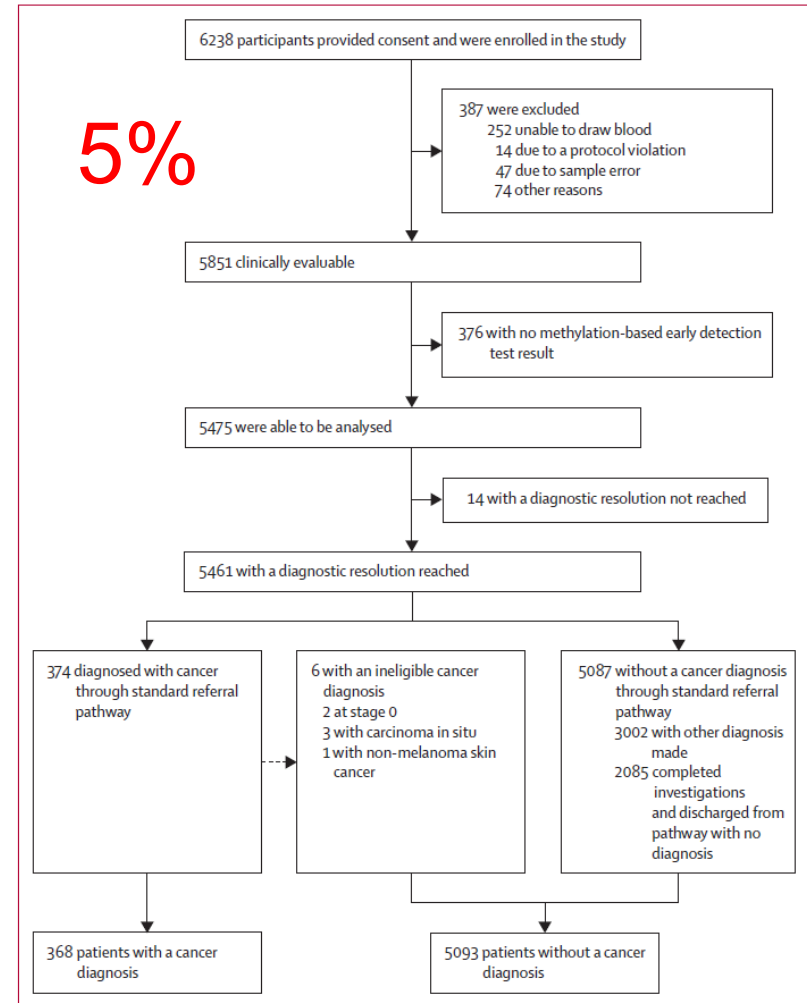 6238 participants provided consent and were enrolled in the study
5%
387 were excluded
252 unable to draw blood
14 due to a protocol violation
47 due to sample error
74 other reasons
5851 clinically evaluable
376 with no methylation-based early detection
test result
5475 were able to be analysed
14 with a diagnostic resolution not reached
5461 with a diagnostic resolution reached
374 diagnosed with cancer
through standard referral
pathway
6 with an ineligible cancer
diagnosis
2 at stage 0
3 with carcinoma in situ
1 with non-melanoma skin
cancer
5087 without a cancer diagnosis
through standard referral
pathway
3002 with other diagnosis
made
2085 completed
investigations
and discharged from
pathway with no
diagnosis
368 patients with a cancer
diagnosis
5093 patients without a cancer
diagnosis